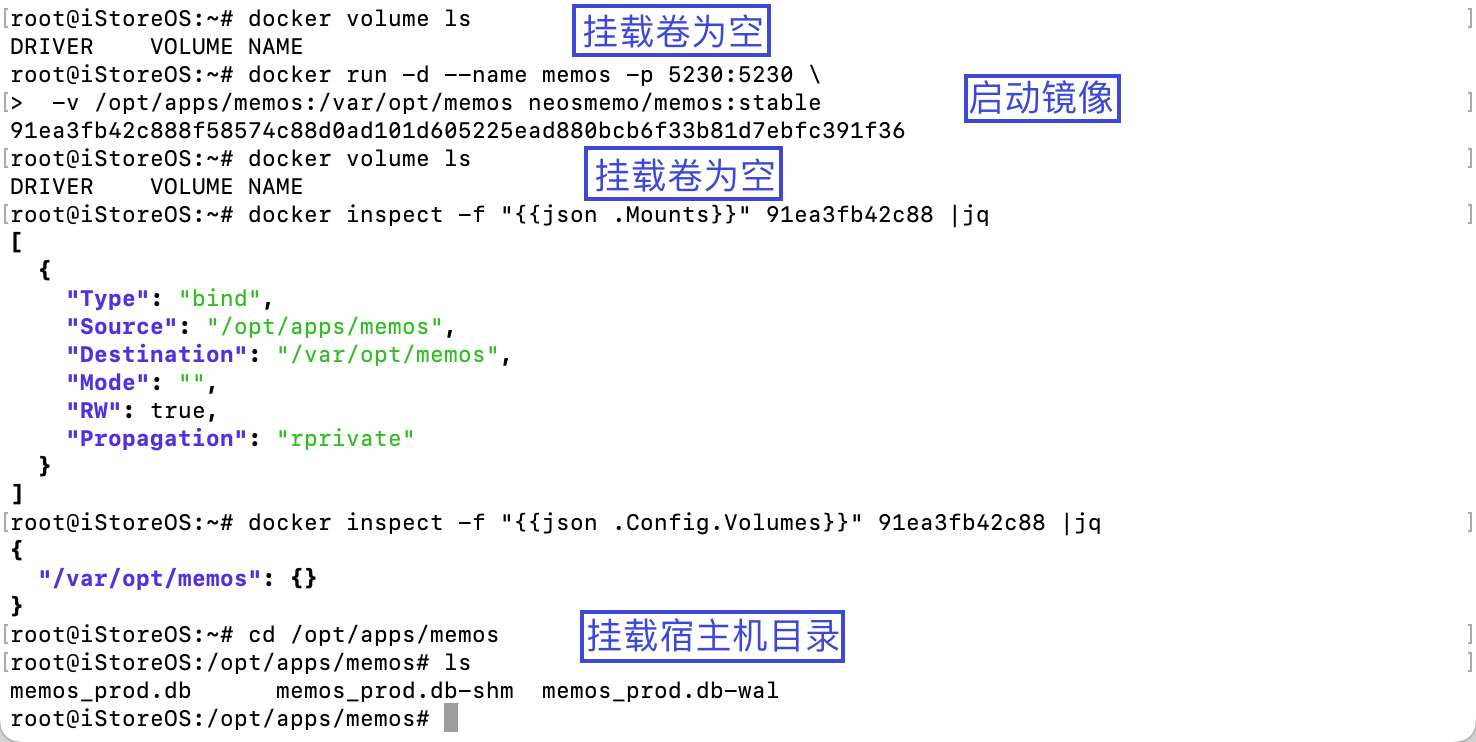 [root@iStoreOS:~# docker volume ls ]
挂载卷为空
DRIVER    VOLUME NAME
root@iStoreOS:~# docker run -d --name memos -p 5230:5230 \
启动镜像
[>  -v /opt/apps/memos:/var/opt/memos neosmemo/memos:stable ]
91ea3fb42c888f58574c88d0ad101d605225ead880bcb6f33b81d7ebfc391f36
[root@iStoreOS:~# docker volume ls ]
挂载卷为空
DRIVER    VOLUME NAME
[root@iStoreOS:~# docker inspect -f "{{json .Mounts}}" 91ea3fb42c88 |jq ]
[
  {
    "Type": "bind",
    "Source": "/opt/apps/memos",
    "Destination": "/var/opt/memos",
    "Mode": "",
    "RW": true,
    "Propagation": "rprivate"
  }
]
[root@iStoreOS:~# docker inspect -f "{{json .Config.Volumes}}" 91ea3fb42c88 |jq ]
{
  "/var/opt/memos": {}
}
[root@iStoreOS:~# cd /opt/apps/memos ]
挂载宿主机目录
[root@iStoreOS:/opt/apps/memos# ls ]
memos_prod.db      memos_prod.db-shm  memos_prod.db-wal
root@iStoreOS:/opt/apps/memos#